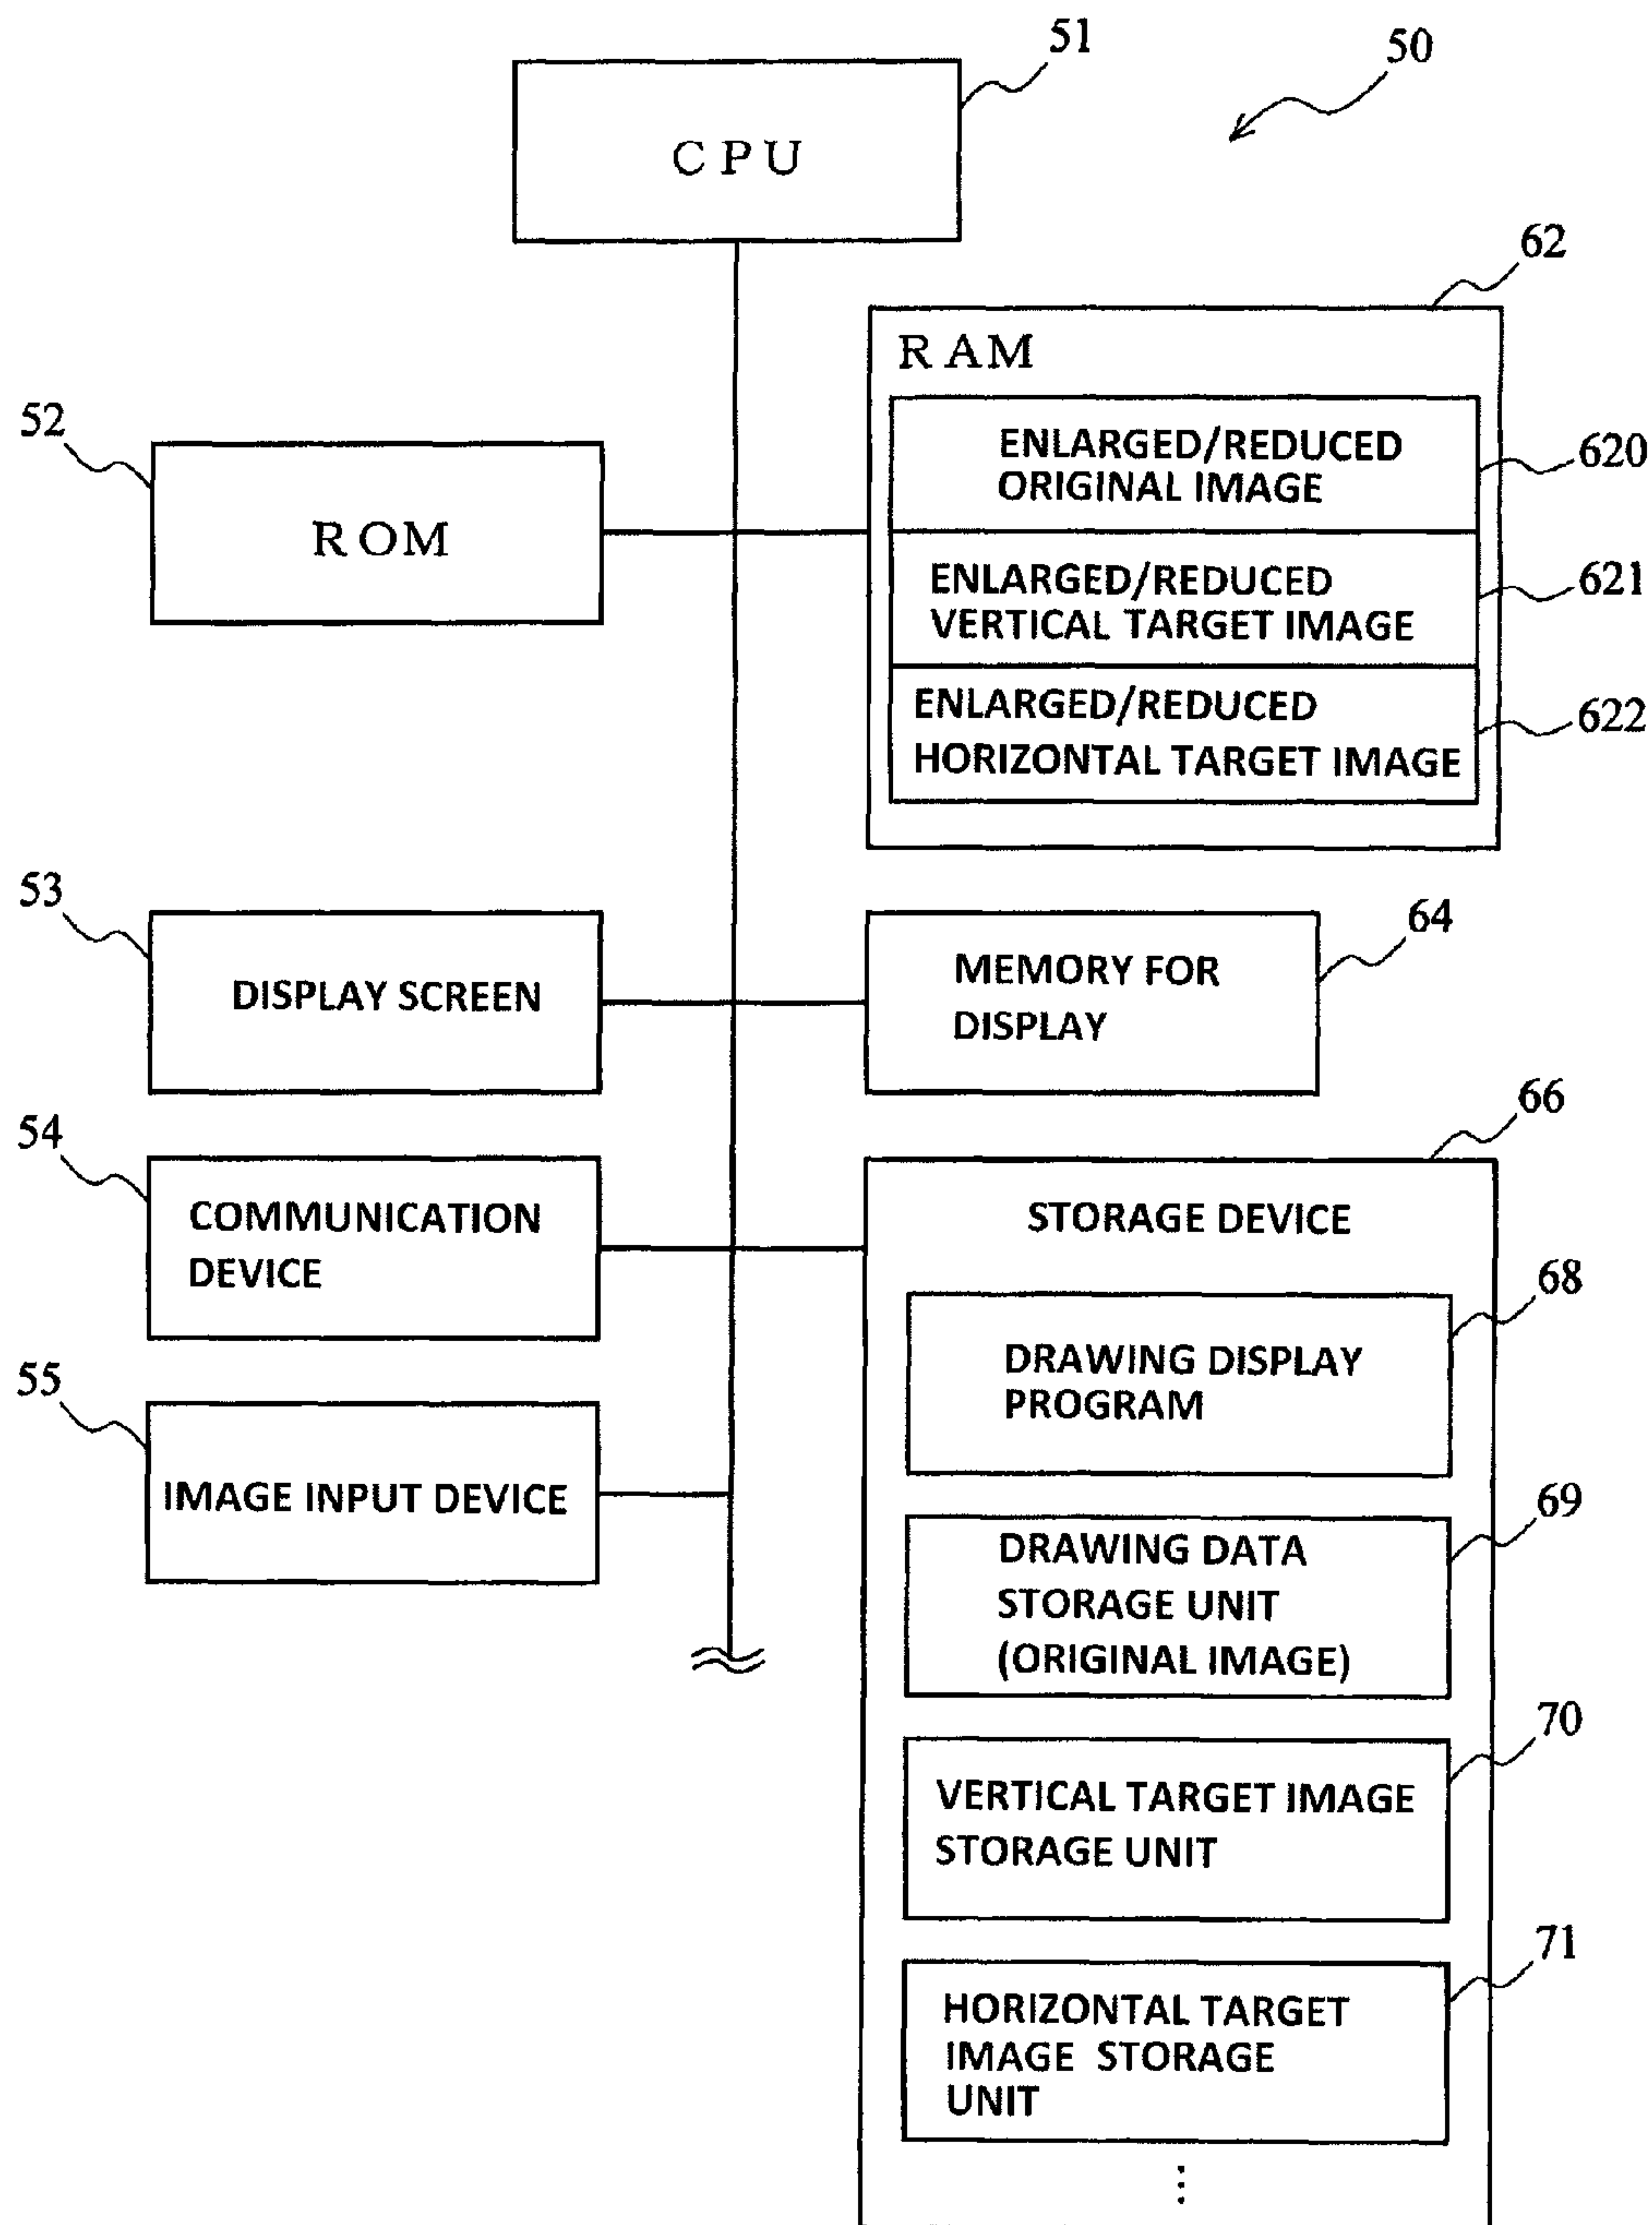 51
50
CPU
62
RAM
52
ENLARGED/REDUCED
ORIGINAL IMAGE
620
ROM
ENLARGED/REDUCED
VERTICAL TARGET IMAGE
621
ENLARGED/REDUCED
HORIZONTAL TARGET IMAGE
622
53
DISPLAY SCREEN
64
MEMORY FOR
DISPLAY
54
COMMUNICATION
DEVICE
66
STORAGE DEVICE
68
DRAWING DISPLAY
PROGRAM
55
IMAGE INPUT DEVICE
69
DRAWING DATA
STORAGE UNIT
(ORIGINAL IMAGE)
70
VERTICAL TARGET IMAGE
STORAGE UNIT
71
HORIZONTAL TARGET
IMAGE STORAGE
UNIT
⋮